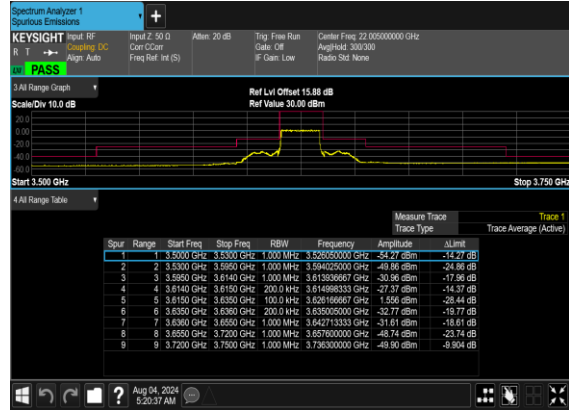 Spectrum Analyzer 1
Spurious Emissions
KEYSIGHT Input: RF Input Z: 50 Ω Atten: 20 dB Trig: Free Run Center Freq: 22.005000000 GHz
R T Coupling: DC Corr CCorr Gate: Off Avg|Hold: 300/300
Align: Auto Freq Ref: Int (S) IF Gain: Low Radio Std: None
LW PASS
3 All Range Graph
Ref Lvl Offset 15.88 dB
Scale/Div 10.0 dB Ref Value 30.00 dBm
20.0
0.00
-20.0
-40.0
-60.0
Start 3.500 GHz Stop 3.750 GHz
4 All Range Table
Measure Trace Trace 1
Trace Type Trace Average (Active)
Spur Range Start Freq Stop Freq RBW Frequency Amplitude ΔLimit
1 1 3.5000 GHz 3.5300 GHz 1.000 MHz 3.526050000 GHz -54.27 dBm -14.27 dB
2 2 3.5300 GHz 3.5950 GHz 1.000 MHz 3.594025000 GHz -49.86 dBm -24.86 dB
3 3 3.5950 GHz 3.6140 GHz 1.000 MHz 3.613936667 GHz -30.96 dBm -17.96 dB
4 4 3.6140 GHz 3.6150 GHz 200.0 kHz 3.614998333 GHz -27.37 dBm -14.37 dB
5 5 3.6150 GHz 3.6350 GHz 100.0 kHz 3.626166667 GHz 1.556 dBm -28.44 dB
6 6 3.6350 GHz 3.6360 GHz 200.0 kHz 3.635005000 GHz -32.77 dBm -19.77 dB
7 7 3.6360 GHz 3.6550 GHz 1.000 MHz 3.642713333 GHz -31.61 dBm -18.61 dB
8 8 3.6550 GHz 3.7200 GHz 1.000 MHz 3.657600000 GHz -48.74 dBm -23.74 dB
9 9 3.7200 GHz 3.7500 GHz 1.000 MHz 3.736300000 GHz -49.90 dBm -9.904 dB
? Aug 04, 2024
5:20:37 AM